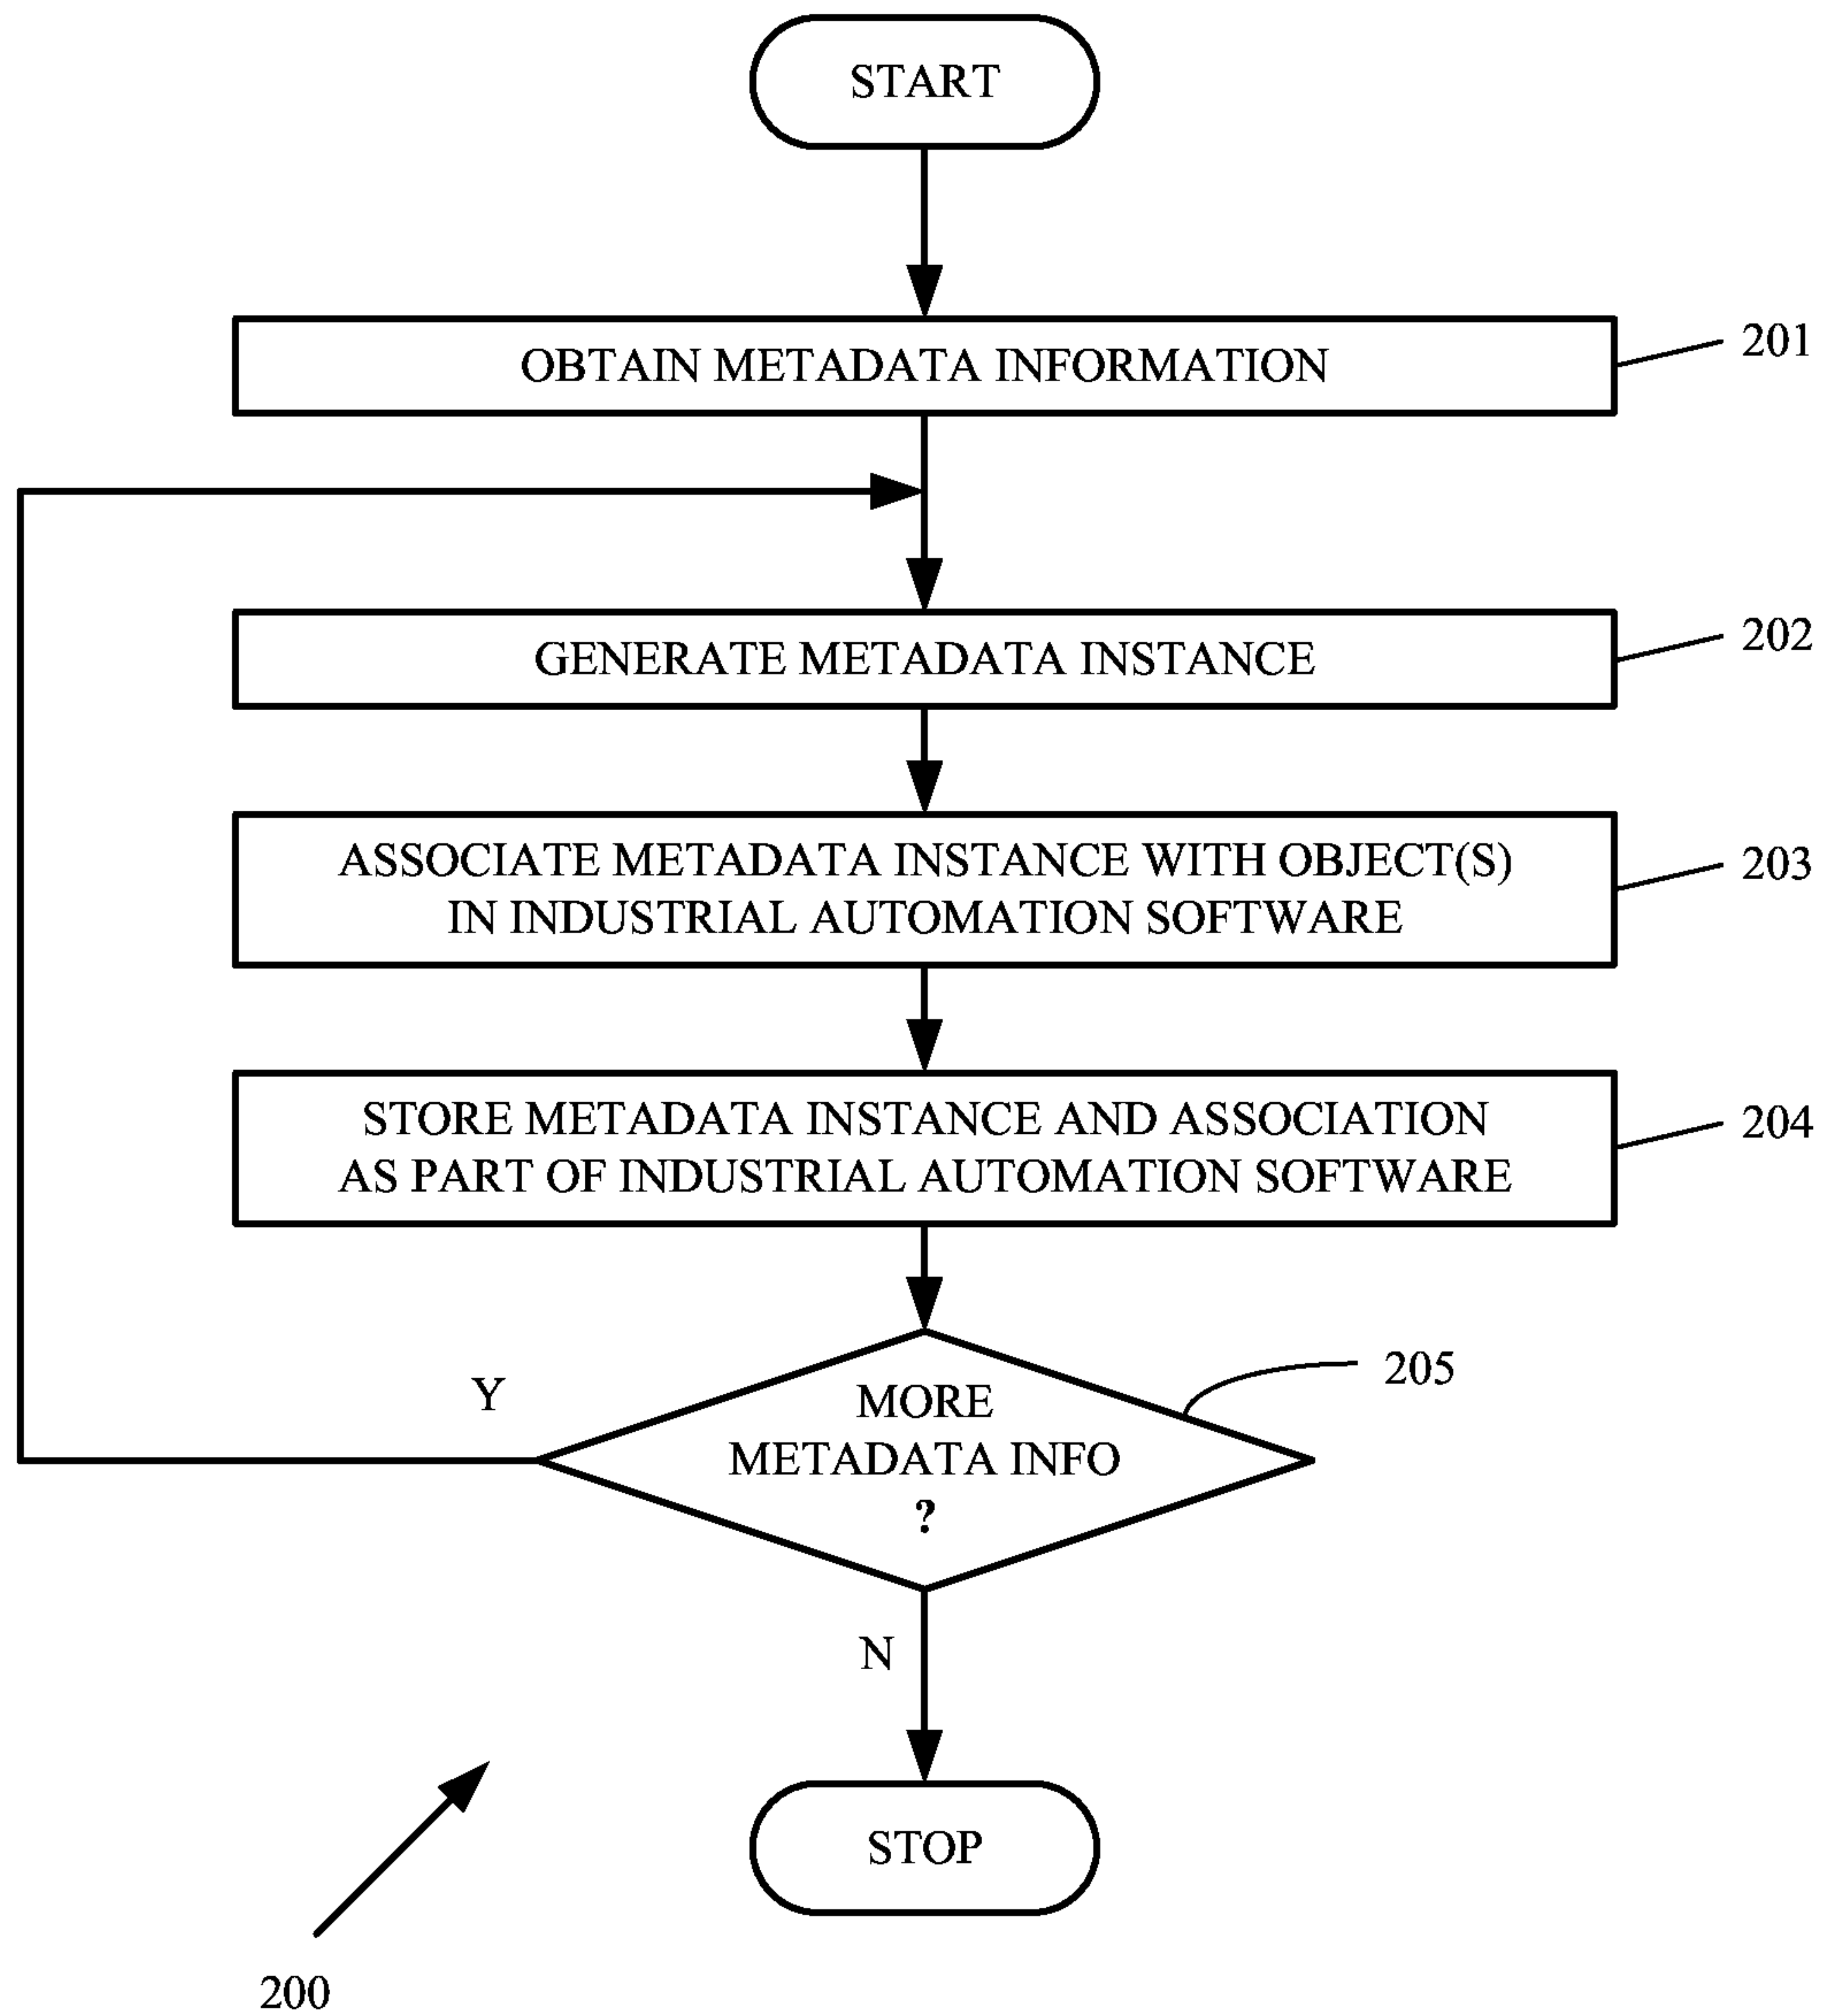 START
OBTAIN METADATA INFORMATION
201
GENERATE METADATA INSTANCE
202
ASSOCIATE METADATA INSTANCE WITH OBJECT(S)
IN INDUSTRIAL AUTOMATION SOFTWARE
203
STORE METADATA INSTANCE AND ASSOCIATION
AS PART OF INDUSTRIAL AUTOMATION SOFTWARE
204
Y
MORE
METADATA INFO
?
205
N
STOP
200